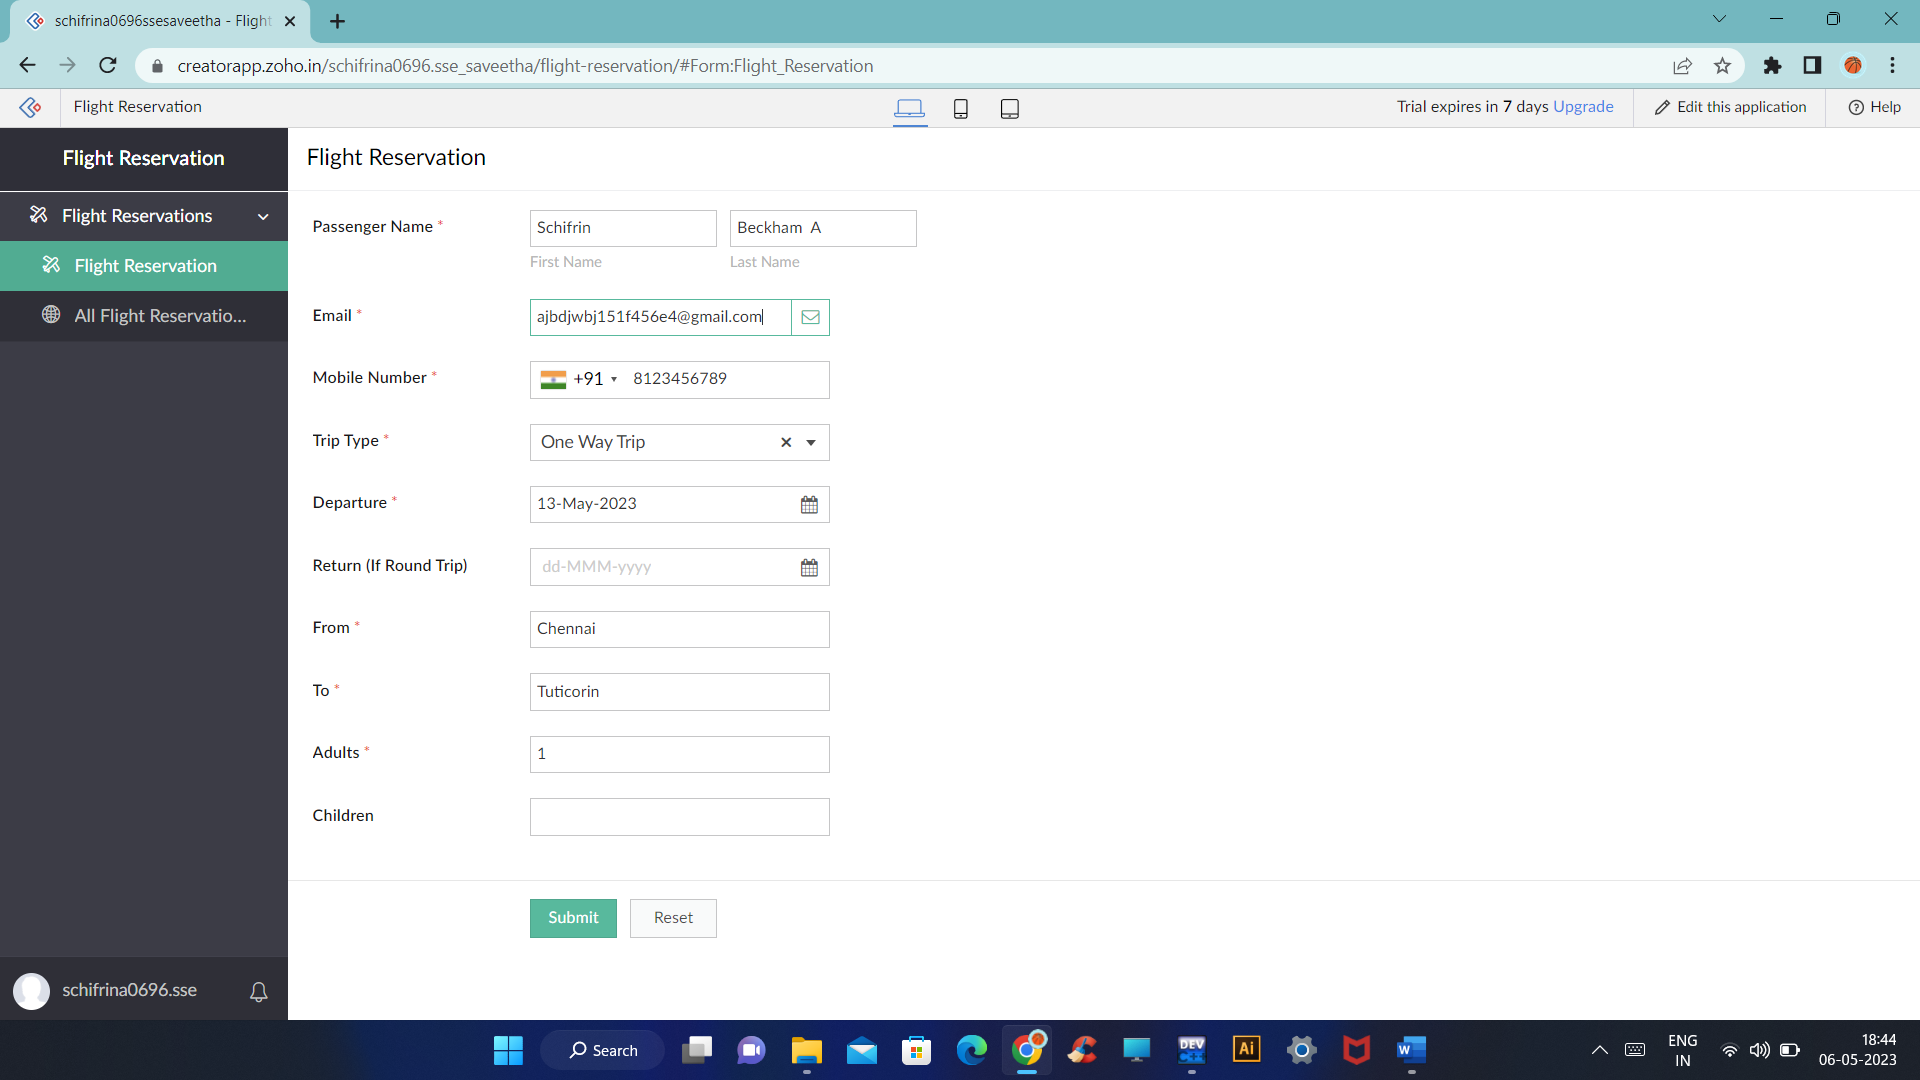 schifrina0696ssesaveetha - Flight
creatorapp.zoho.in/schifrina0696.sse_saveetha/flight-reservation/#Form:Flight_Reservation
Flight Reservation
Trial expires in 7 days Upgrade
Edit this application
Help
Flight Reservation
Flight Reservations
Flight Reservation
All Flight Reservatio...
schifrina0696.sse
Flight Reservation
Passenger Name * Schifrin Beckham A
First Name Last Name
Email * ajbdjwbj151f456e4@gmail.com
Mobile Number * +91 8123456789
Trip Type * One Way Trip
Departure * 13-May-2023
Return (If Round Trip) dd-MMM-yyyy
From * Chennai
To * Tuticorin
Adults * 1
Children
Submit Reset
Search
DEV
C++
Ai
W
ENG
IN
18:44
06-05-2023